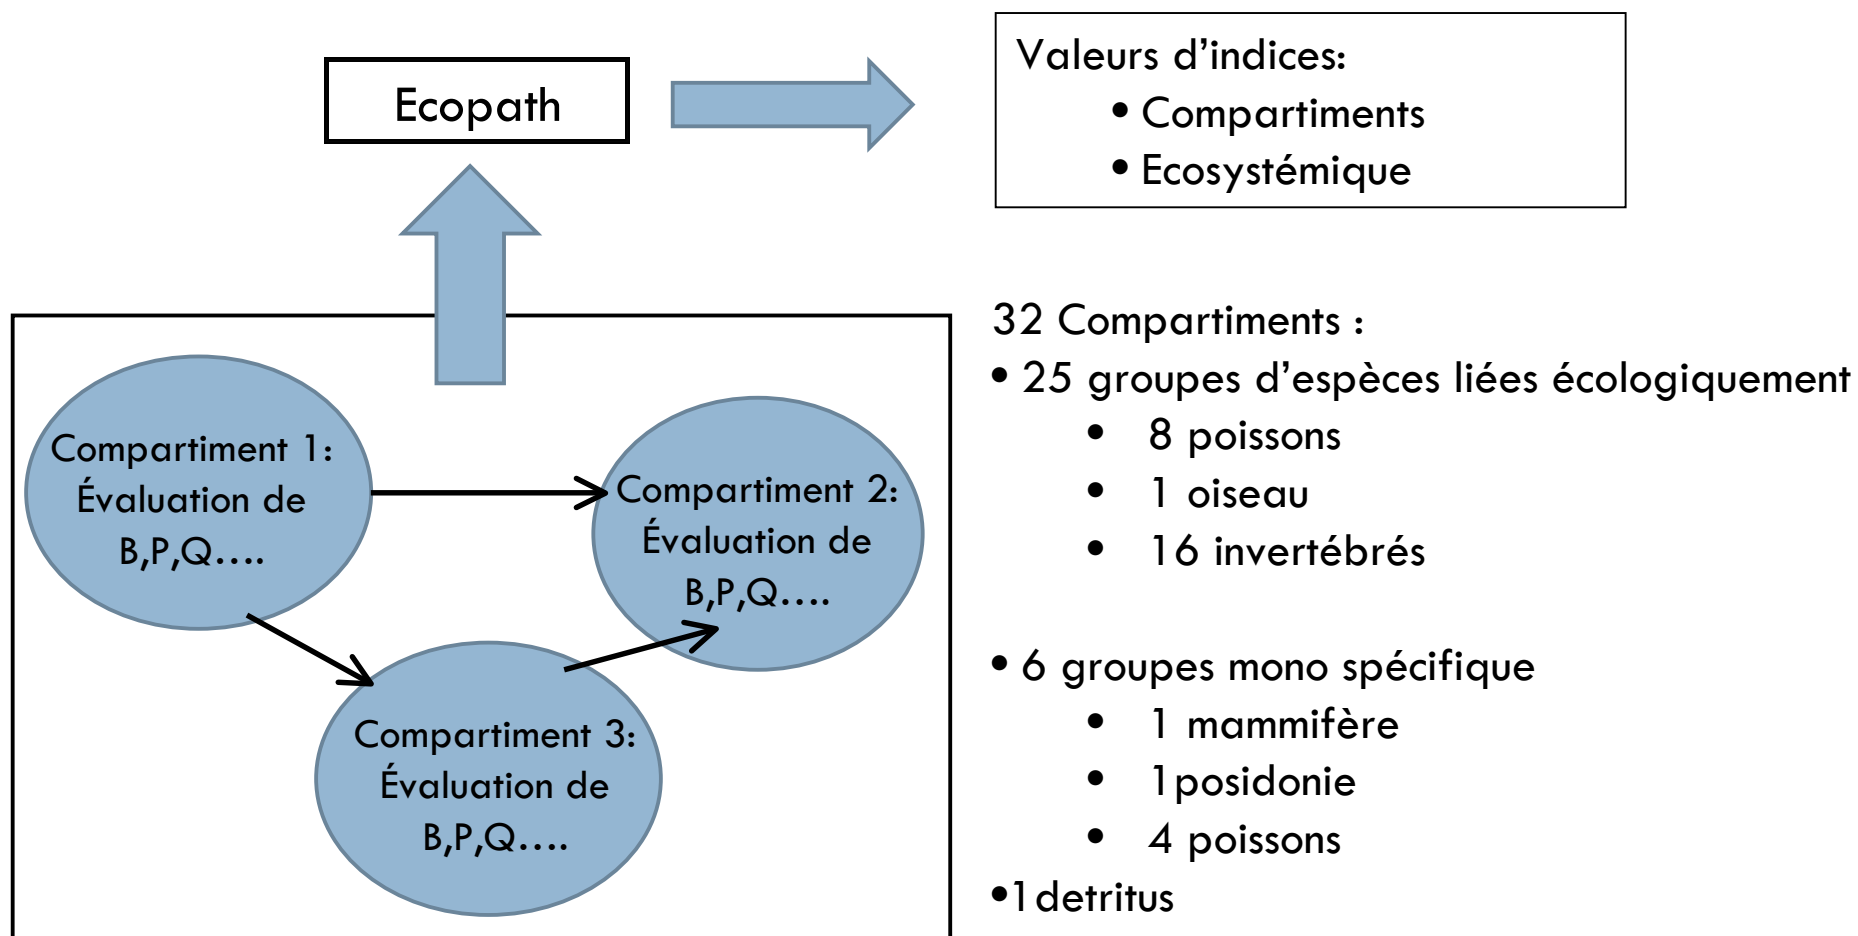 Ecopath
Valeurs d'indices:
• Compartiments
• Ecosystémique
Compartiment 1:
Évaluation de
B,P,Q....
Compartiment 2:
Évaluation de
B,P,Q....
Compartiment 3:
Évaluation de
B,P,Q....
32 Compartiments :
• 25 groupes d'espèces liées écologiquement
• 8 poissons
• 1 oiseau
• 16 invertébrés
• 6 groupes mono spécifique
• 1 mammifère
• 1posidonie
• 4 poissons
•1detritus